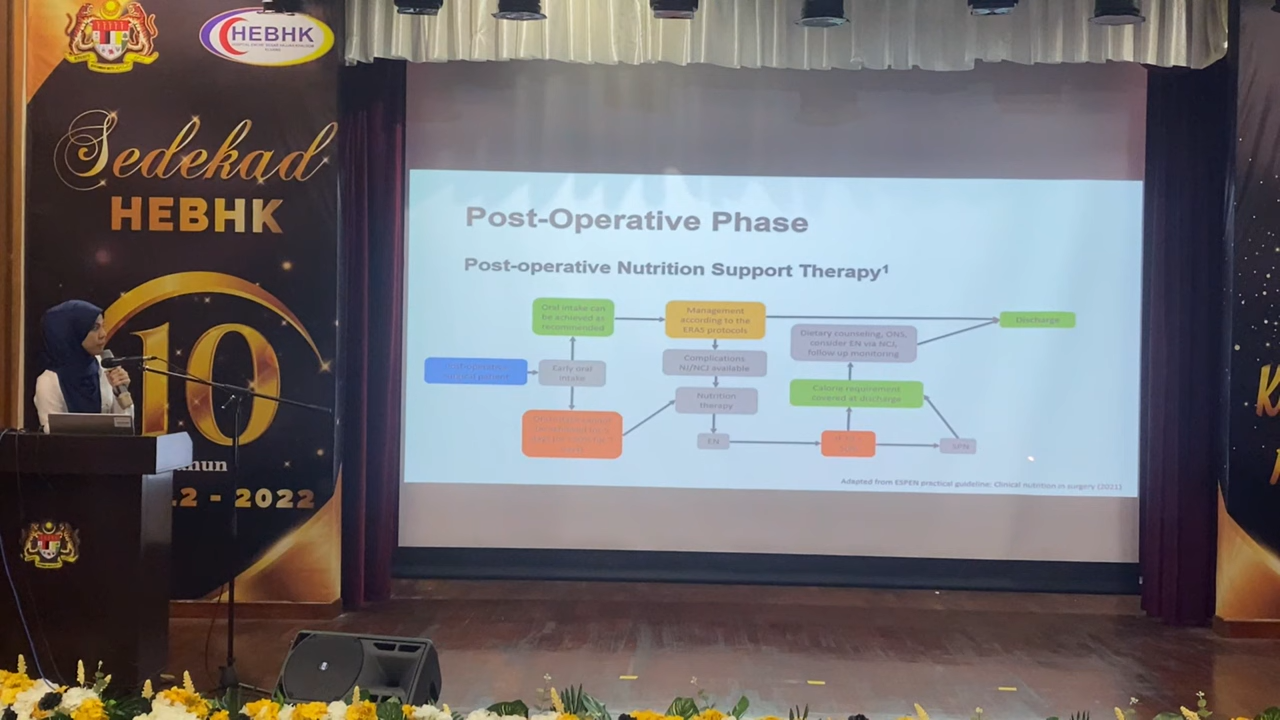 HEBHK
Sedekad
HEBHK
10
2 - 2022
Post-Operative Phase
Post-operative Nutrition Support Therapy¹
Oral intake can
be achieved as
recommended
Management
according to the
ERAS protocols
Discharge
Dietary counseling, ONS,
consider EN via NCJ,
follow up monitoring
Early oral
intake
Complications
NJ/NCJ available
Calorie requirement
covered at discharge
Nutrition
therapy
EN
SPN
Adapted from ESPEN practical guideline: Clinical nutrition in surgery (2021)